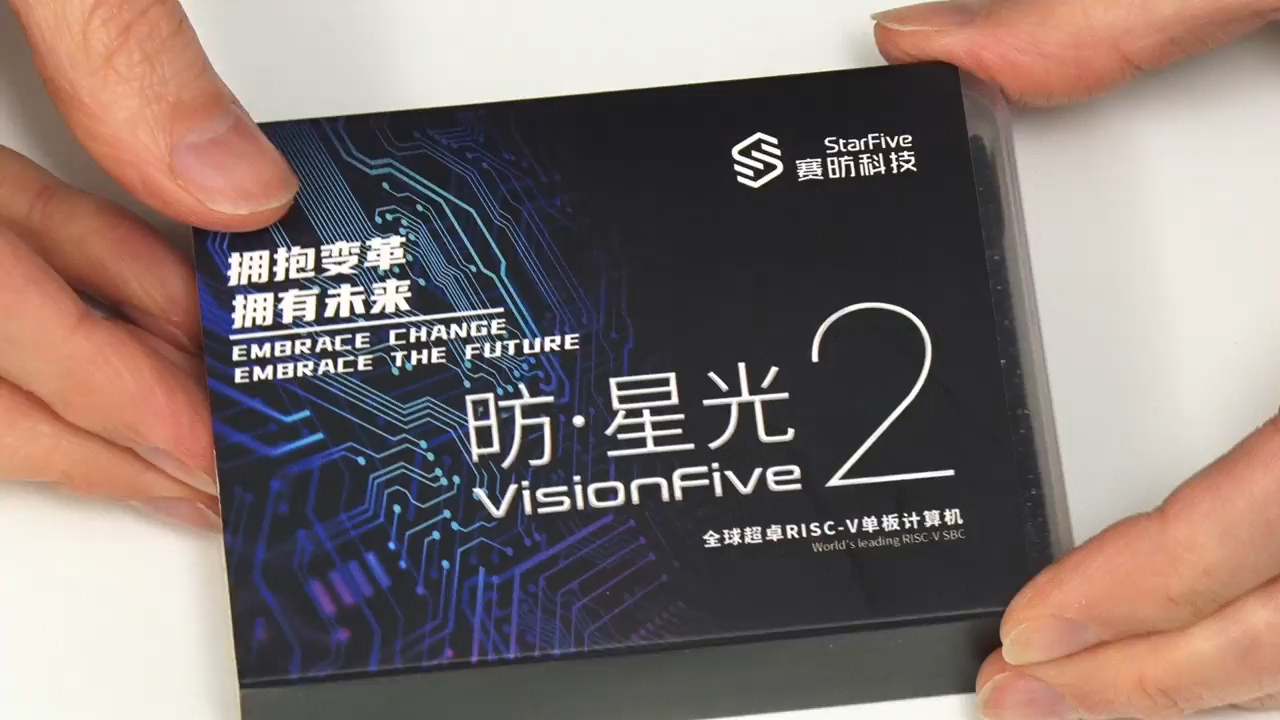 StarFive
赛昉科技
拥抱变革
拥有未来
EMBRACE CHANGE
EMBRACE THE FUTURE
昉·星光 2
VisionFive
全球超卓RISC-V单板计算机
World's leading RISC-V SBC